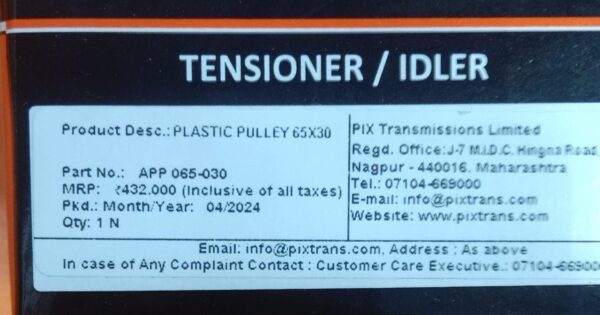 TENSIONER / IDLER
Product Desc.: PLASTIC PULLEY 65X30
Part No.: APP 065-030
MRP: ₹432.000 (Inclusive of all taxes)
Pkd.: Month/Year: 04/2024
Qty: 1 N
PIX Transmissions Limited
Regd. Office: J-7 M.I.D.C. Hingna Road,
Nagpur - 440016. Maharashtra
Tel.: 07104-669000
E-mail: info@pixtrans.com
Website: www.pixtrans.com
Email: info@pixtrans.com, Address : As above
In case of Any Complaint Contact : Customer Care Executive.: 07104-669000